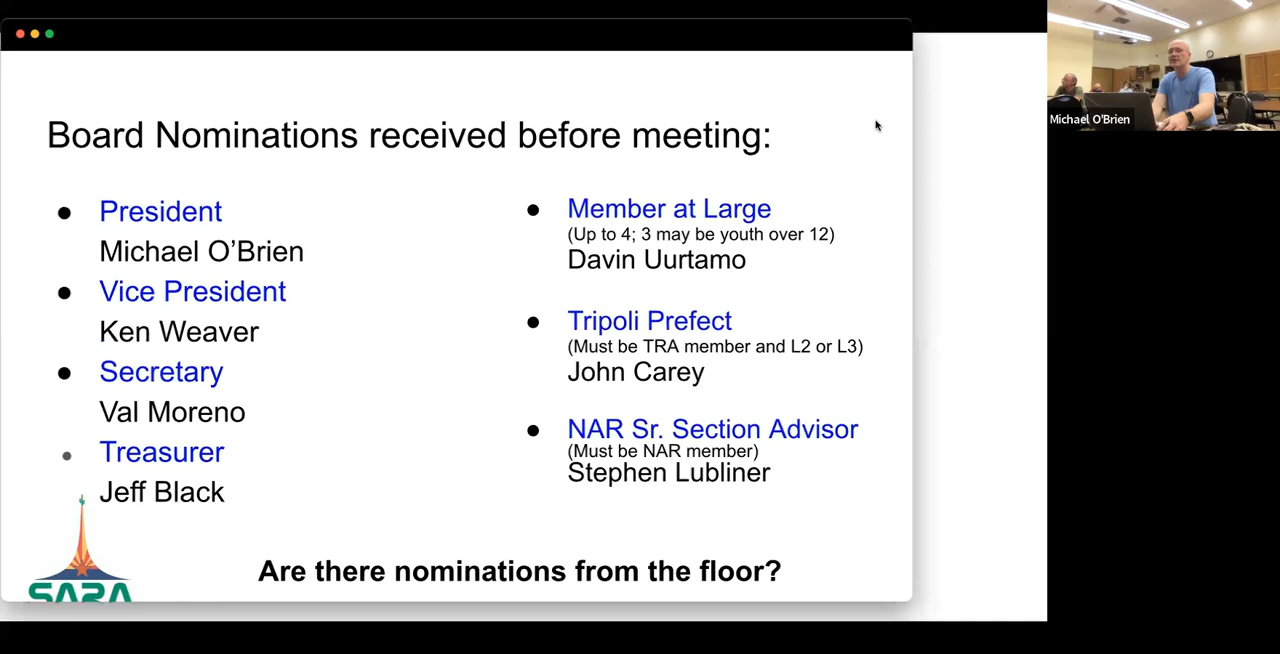 Board Nominations received before meeting:
President
Michael O’Brien
Vice President
Ken Weaver
Secretary
Val Moreno
Treasurer
Jeff Black
Member at Large
(Up to 4; 3 may be youth over 12)
Davin Uurtamo
Tripoli Prefect
(Must be TRA member and L2 or L3)
John Carey
NAR Sr. Section Advisor
(Must be NAR member)
Stephen Lubliner
Are there nominations from the floor?
SARA
Michael O'Brien